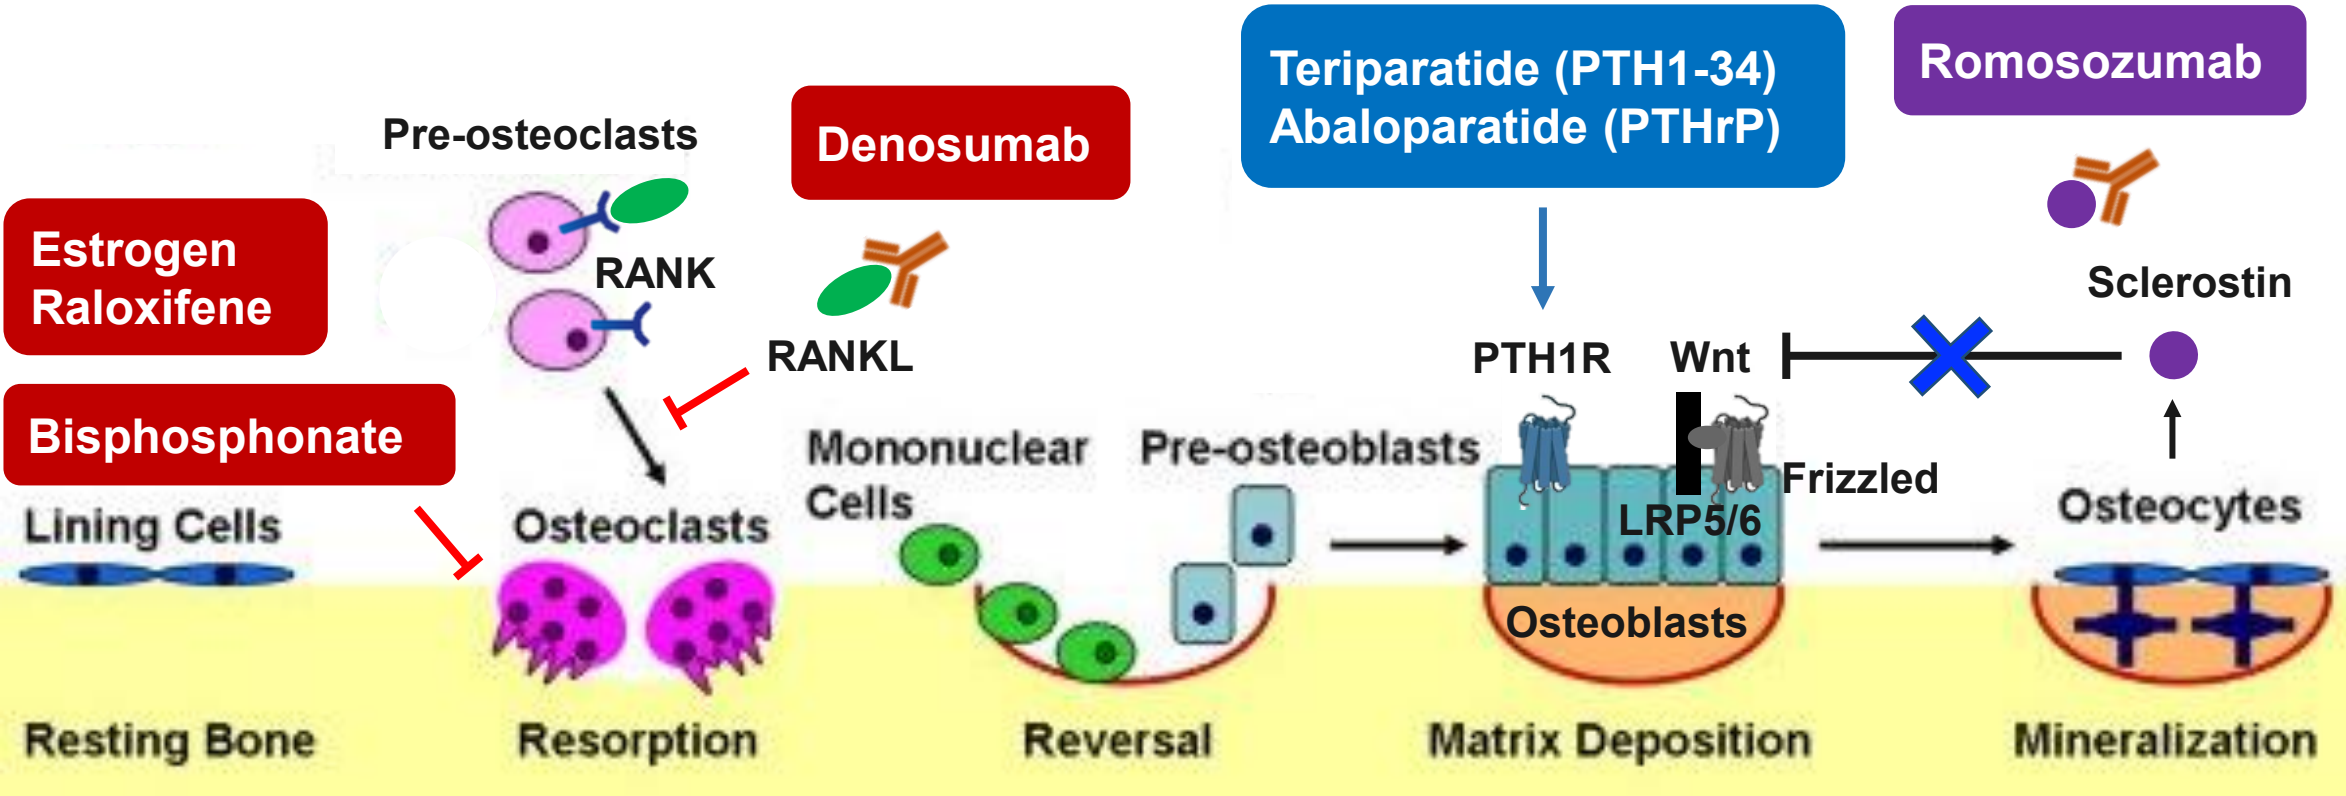 Teriparatide (PTH1-34)
Abaloparatide (PTHrP)
Romosozumab
Pre-osteoclasts
Denosumab
Estrogen
Raloxifene
RANK
Sclerostin
RANKL
PTH1R
Wnt
Bisphosphonate
Mononuclear
Cells
Pre-osteoblasts
Frizzled
Lining Cells
Osteoclasts
LRP5/6
Osteocytes
Osteoblasts
Resting Bone
Resorption
Reversal
Matrix Deposition
Mineralization